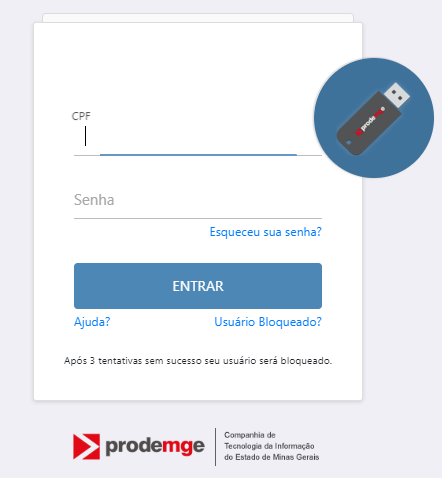 CPF
prodemge
Senha
Esqueceu sua senha?
ENTRAR
Ajuda?
Usuário Bloqueado?
Após 3 tentativas sem sucesso seu usuário será bloqueado.
prodemge
Companhia de
Tecnologia da Informação
do Estado de Minas Gerais